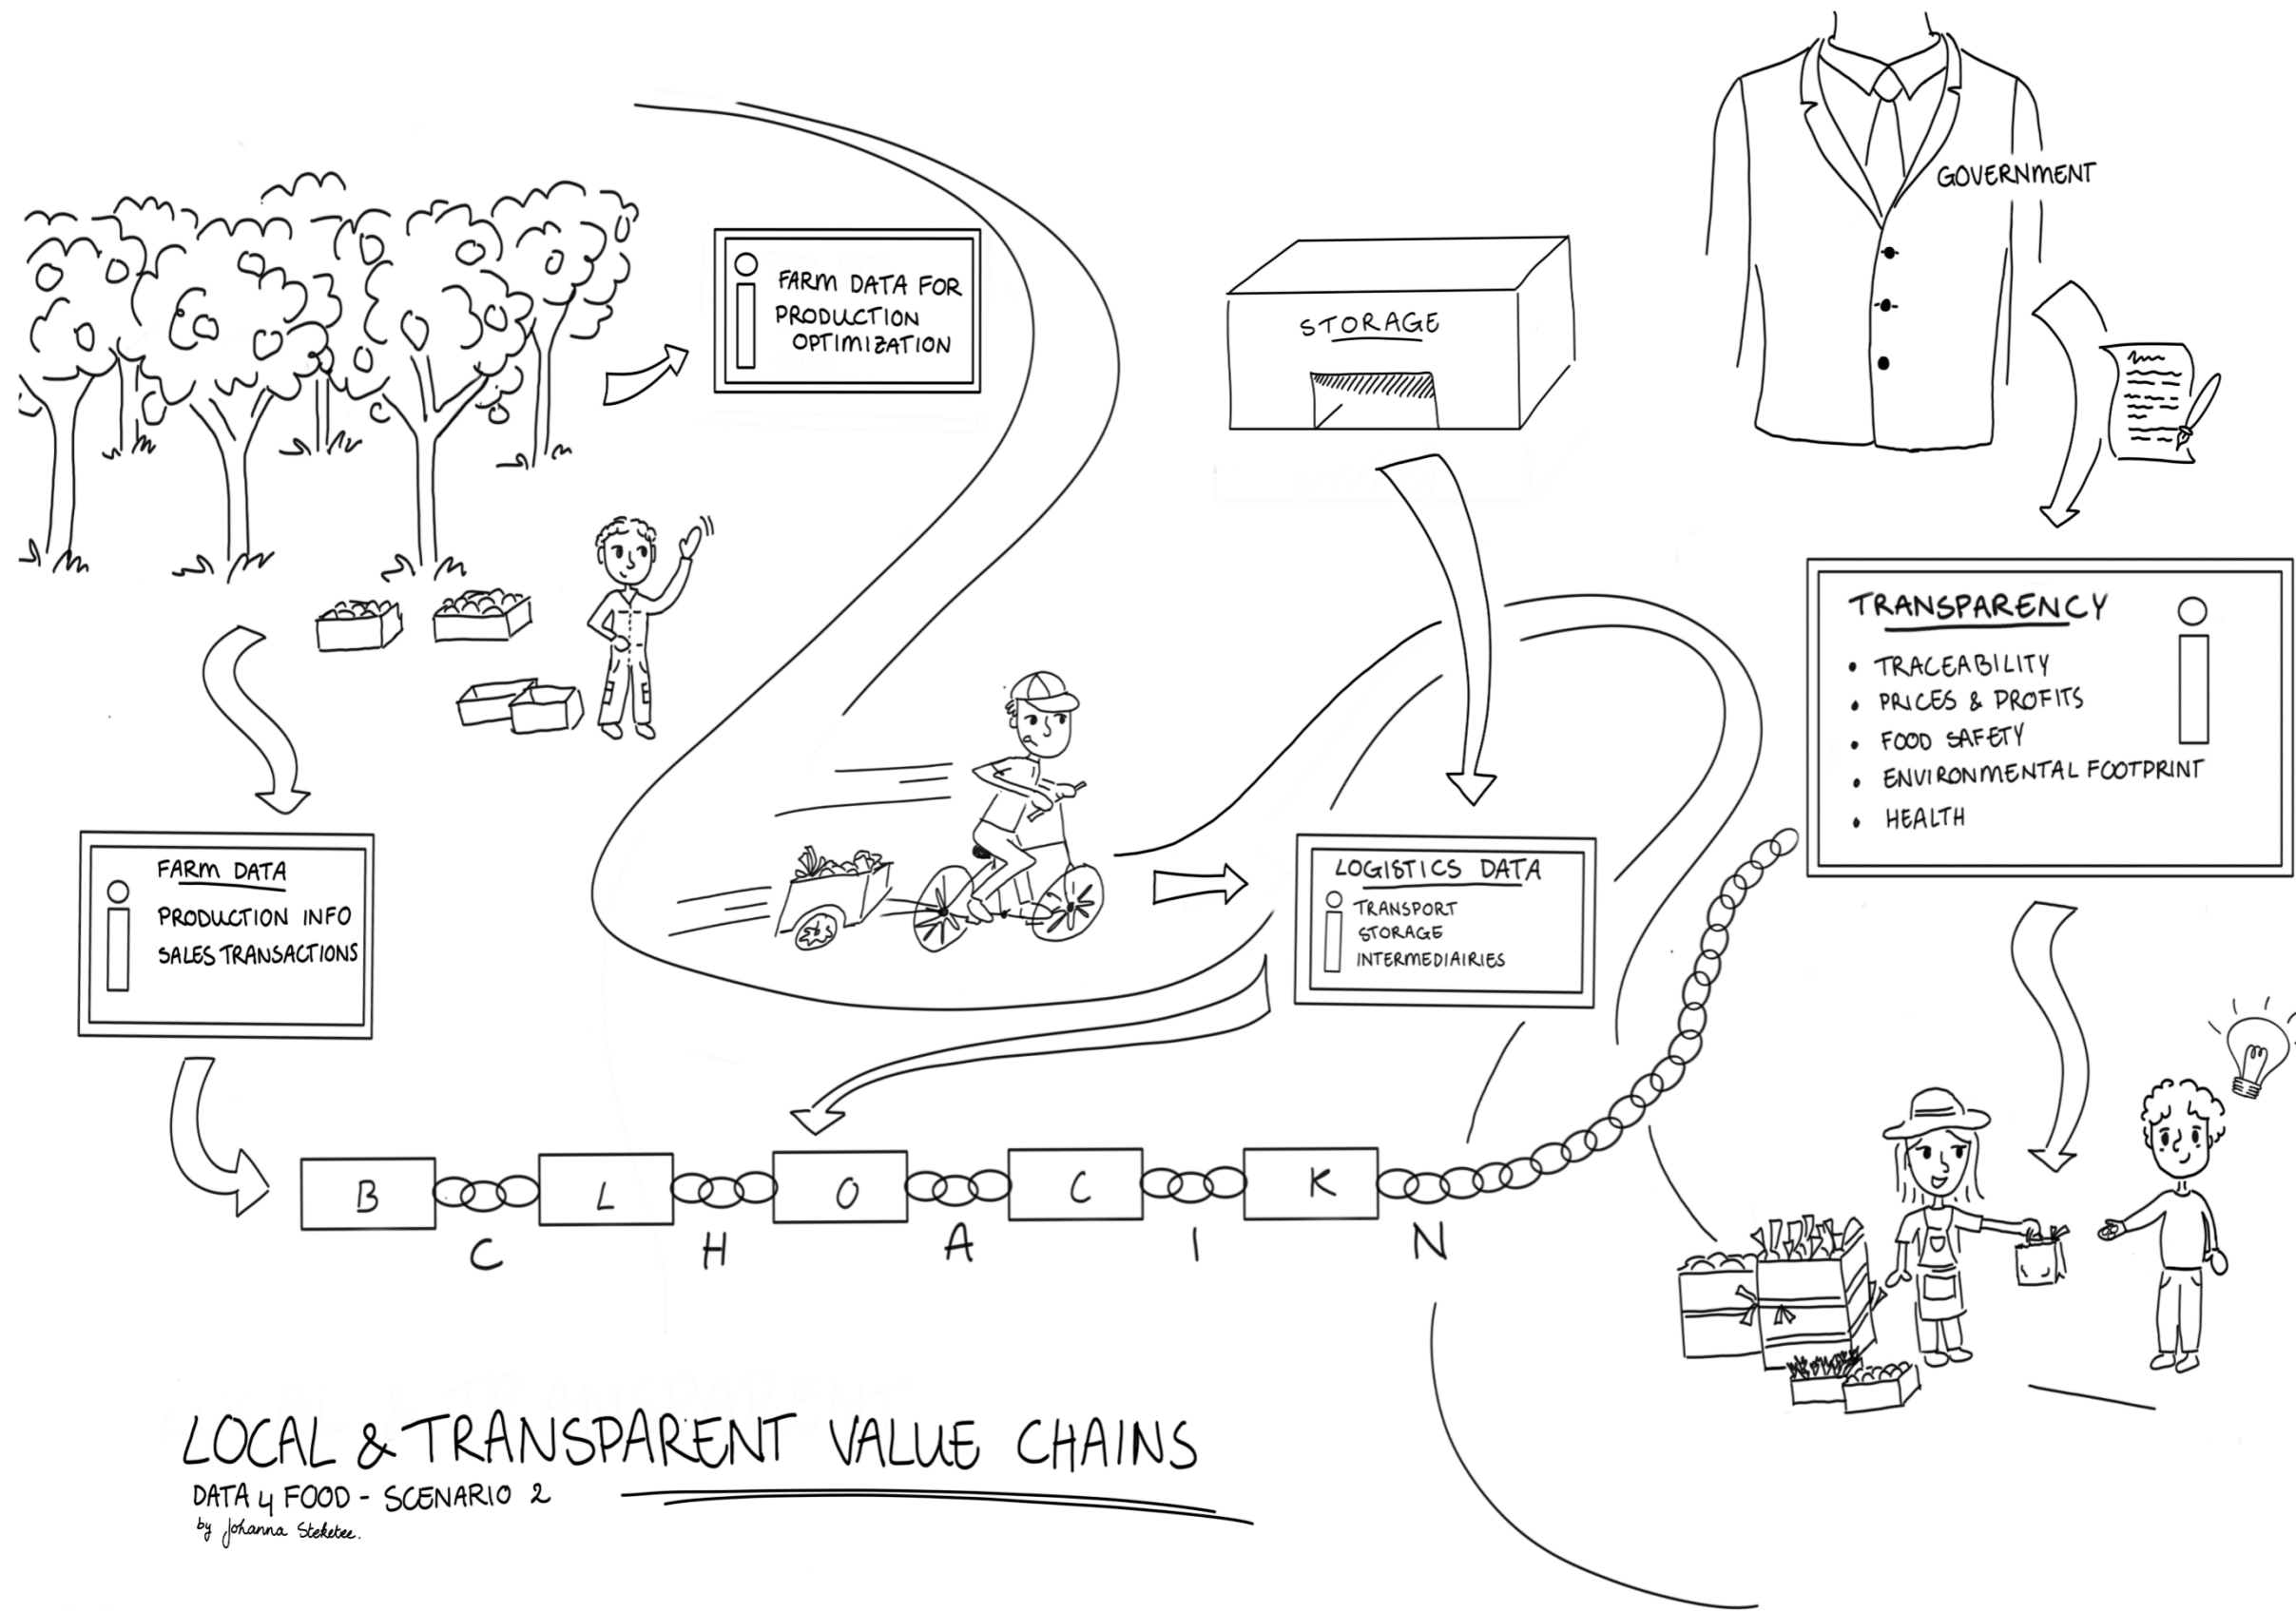 GOVERNMENT
FARM DATA FOR
PRODUCTION
OPTIMIZATION
STORAGE
TRANSPARENCY
• TRACEABILITY
• PRICES & PROFITS
• FOOD SAFETY
• ENVIRONMENTAL FOOTPRINT
• HEALTH
FARM DATA
PRODUCTION INFO
SALES TRANSACTIONS
LOGISTICS DATA
TRANSPORT
STORAGE
INTERMEDIAIRIES
B L O C K
C H A I N
LOCAL & TRANSPARENT VALUE CHAINS
DATA 4 FOOD - SCENARIO 2
by Johanna Steketee.